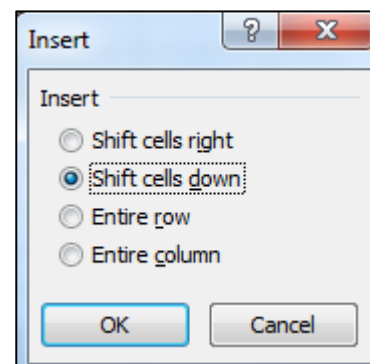 Insert
?
Insert
Shift cells right
Shift cells down
Entire row
Entire column
OK
Cancel